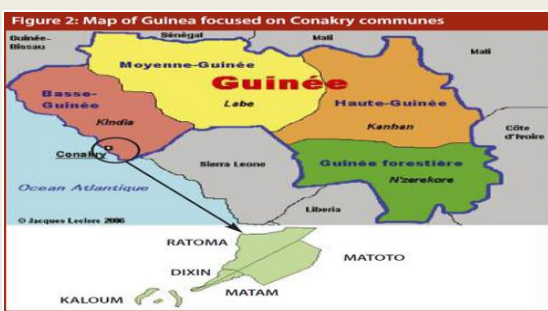 Figure 2: Map of Guinea focused on Conakry communes
Guinée-
Bissau
Sénégal
Mali
Mali
Moyenne-Guinée
Guinée
Basse-
Guinée
Labe
Haute-Guinée
Kindia
Kanhan
Côte
d'Ivoire
Conakry
Sierra Leone
Guinée forestière
N'zerekore
Ocean Atlantique
Liberia
© Jacques Leclerc 2006
RATOMA
MATOTO
DIXIN
MATAM
KALOUM